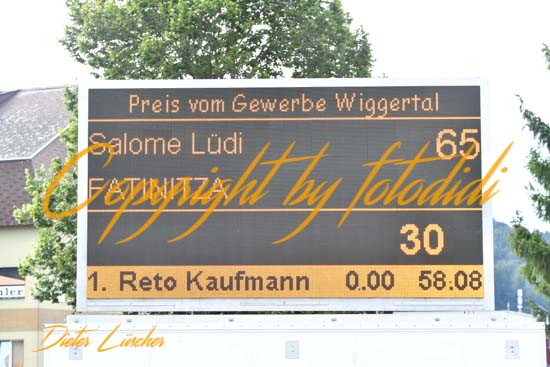 Preis vom Gewerbe Wiggertal
Salome Lüdi 65
FATINITZA
Copyright by fotodidi
30
1. Reto Kaufmann 0.00 58.08
Dieter Lüscher